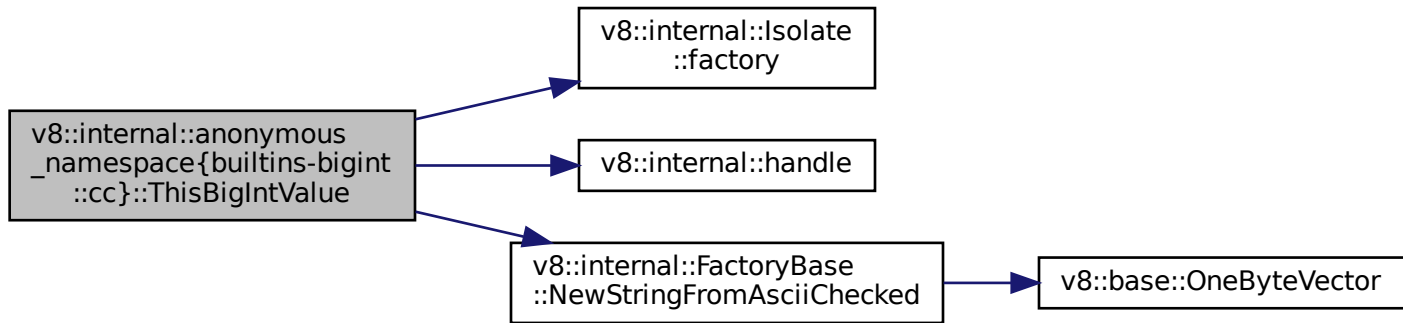 v8::internal::anonymous
_namespace{builtins-bigint
::cc}::ThisBigIntValue
v8::internal::Isolate
::factory
v8::internal::handle
v8::internal::FactoryBase
::NewStringFromAsciiChecked
v8::base::OneByteVector